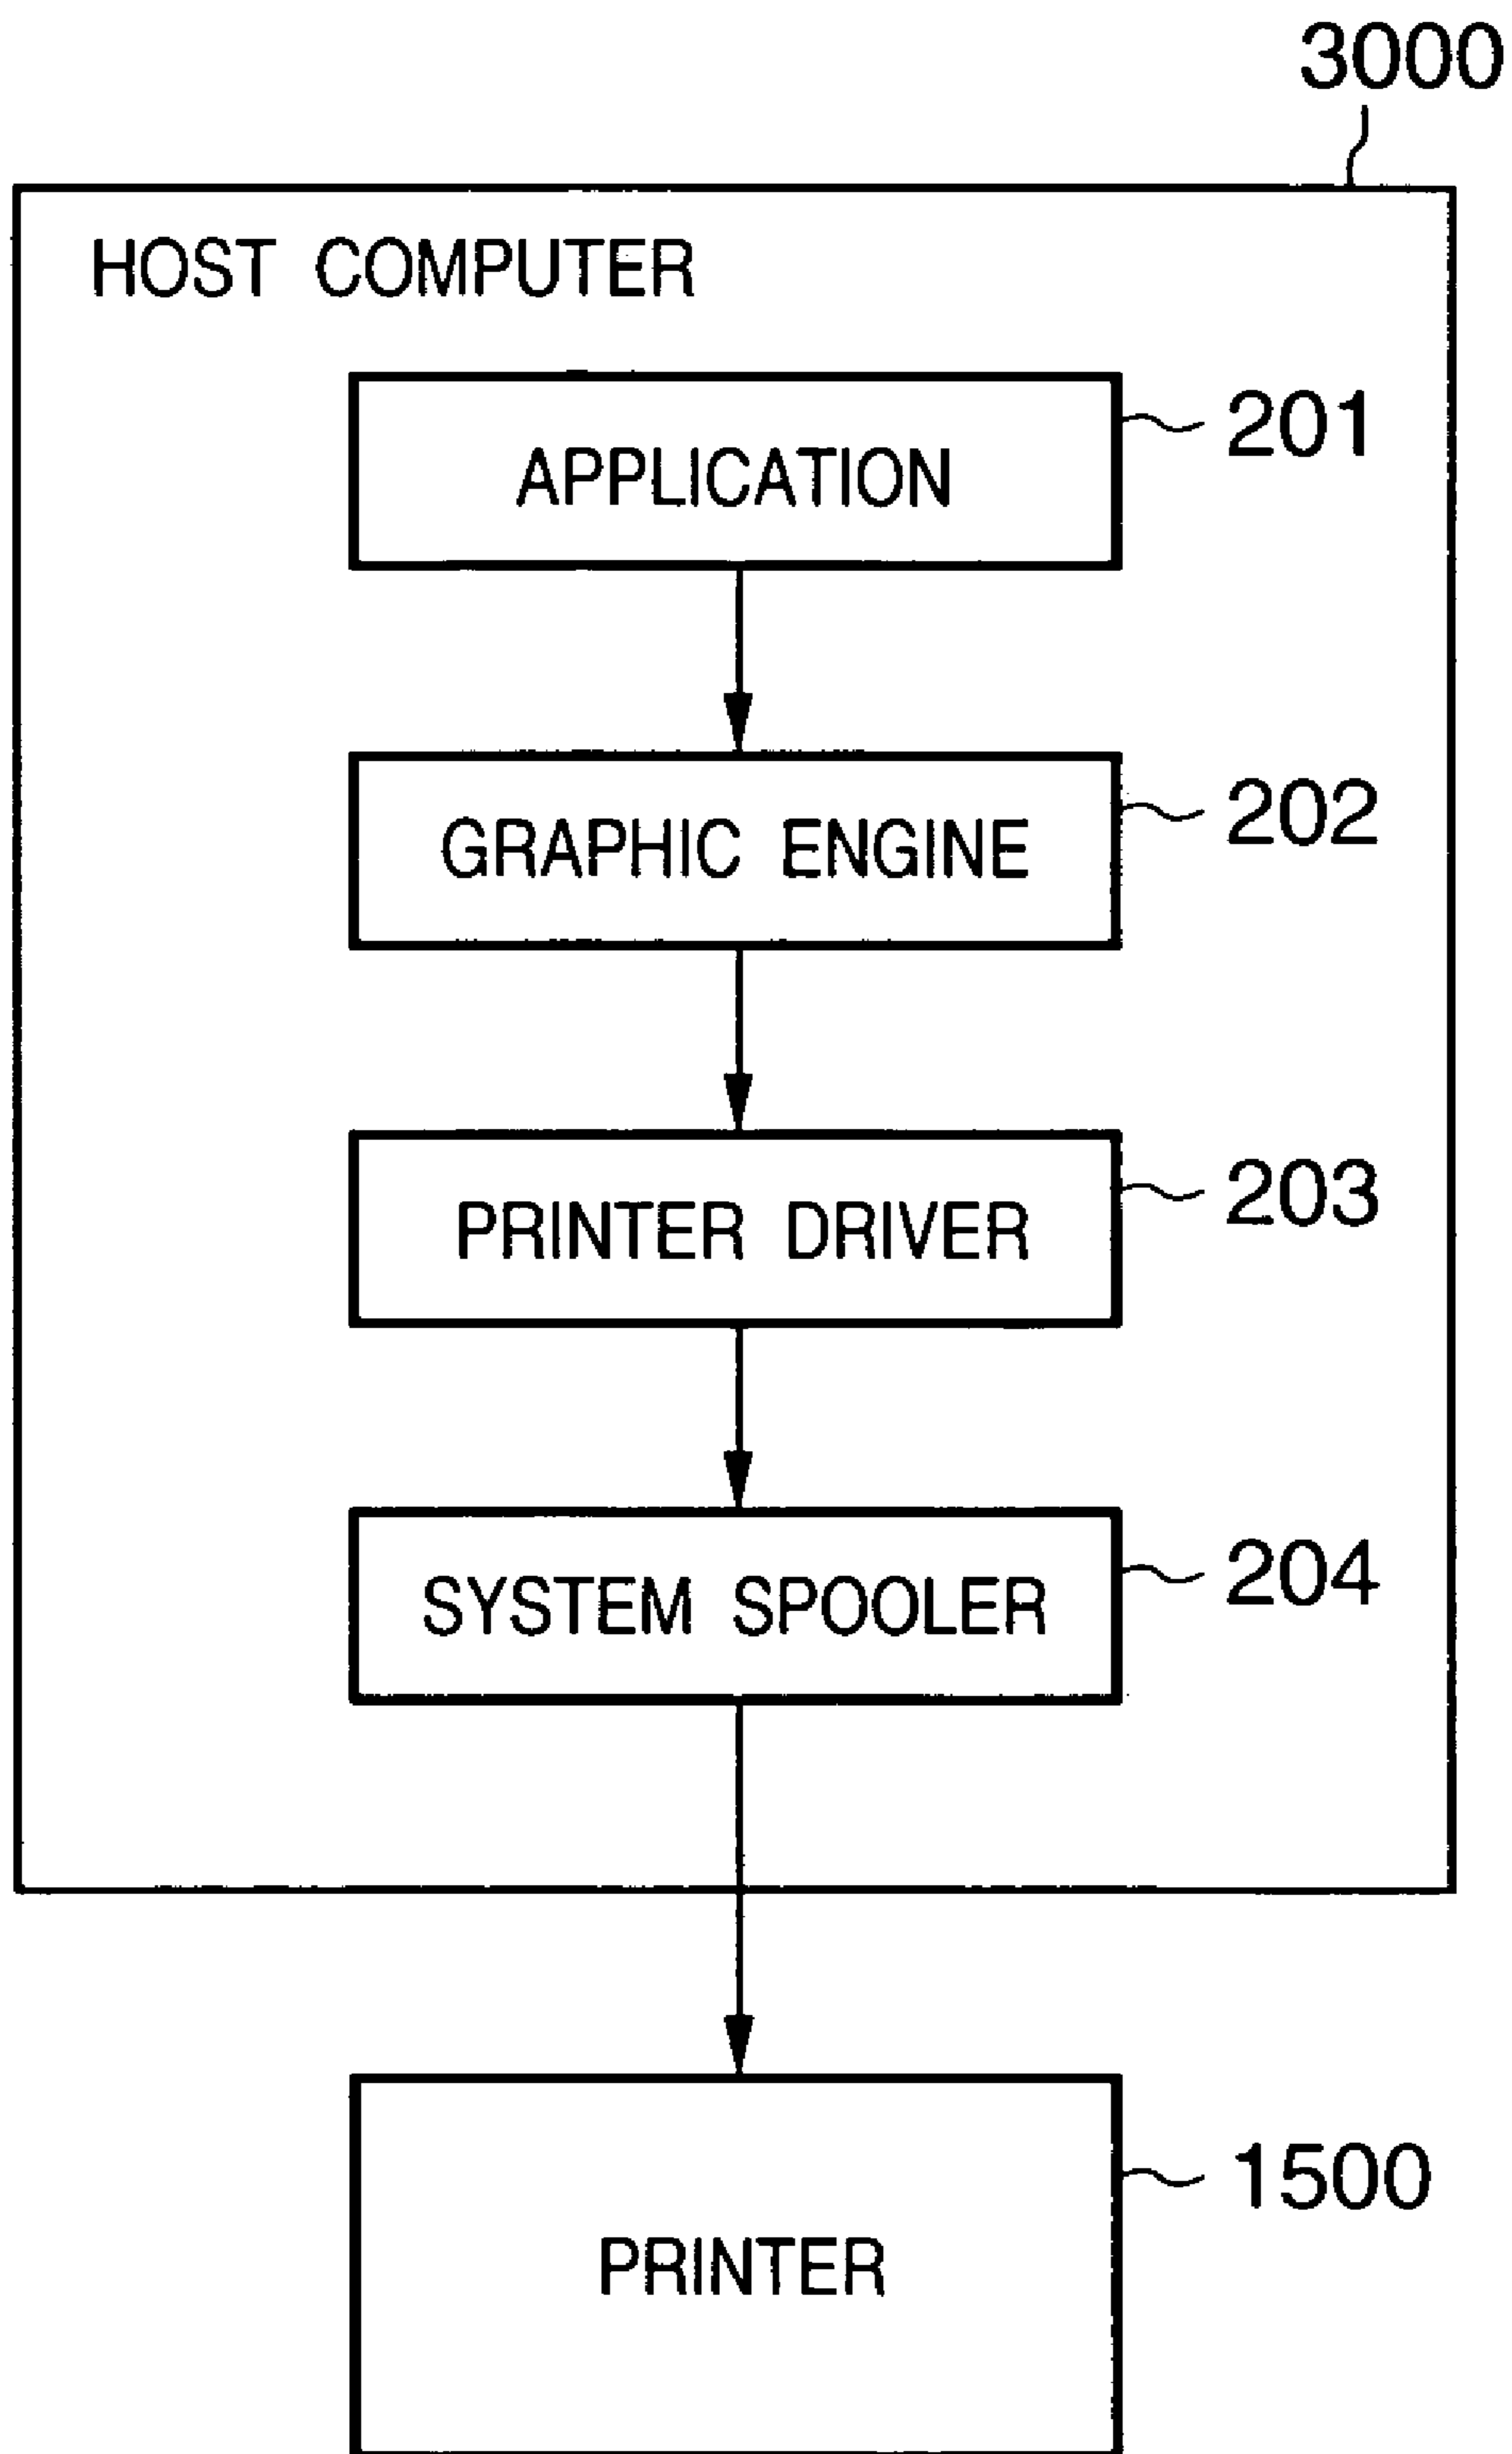 3000
HOST COMPUTER
201
APPLICATION
202
GRAPHIC ENGINE
203
PRINTER DRIVER
204
SYSTEM SPOOLER
1500
PRINTER